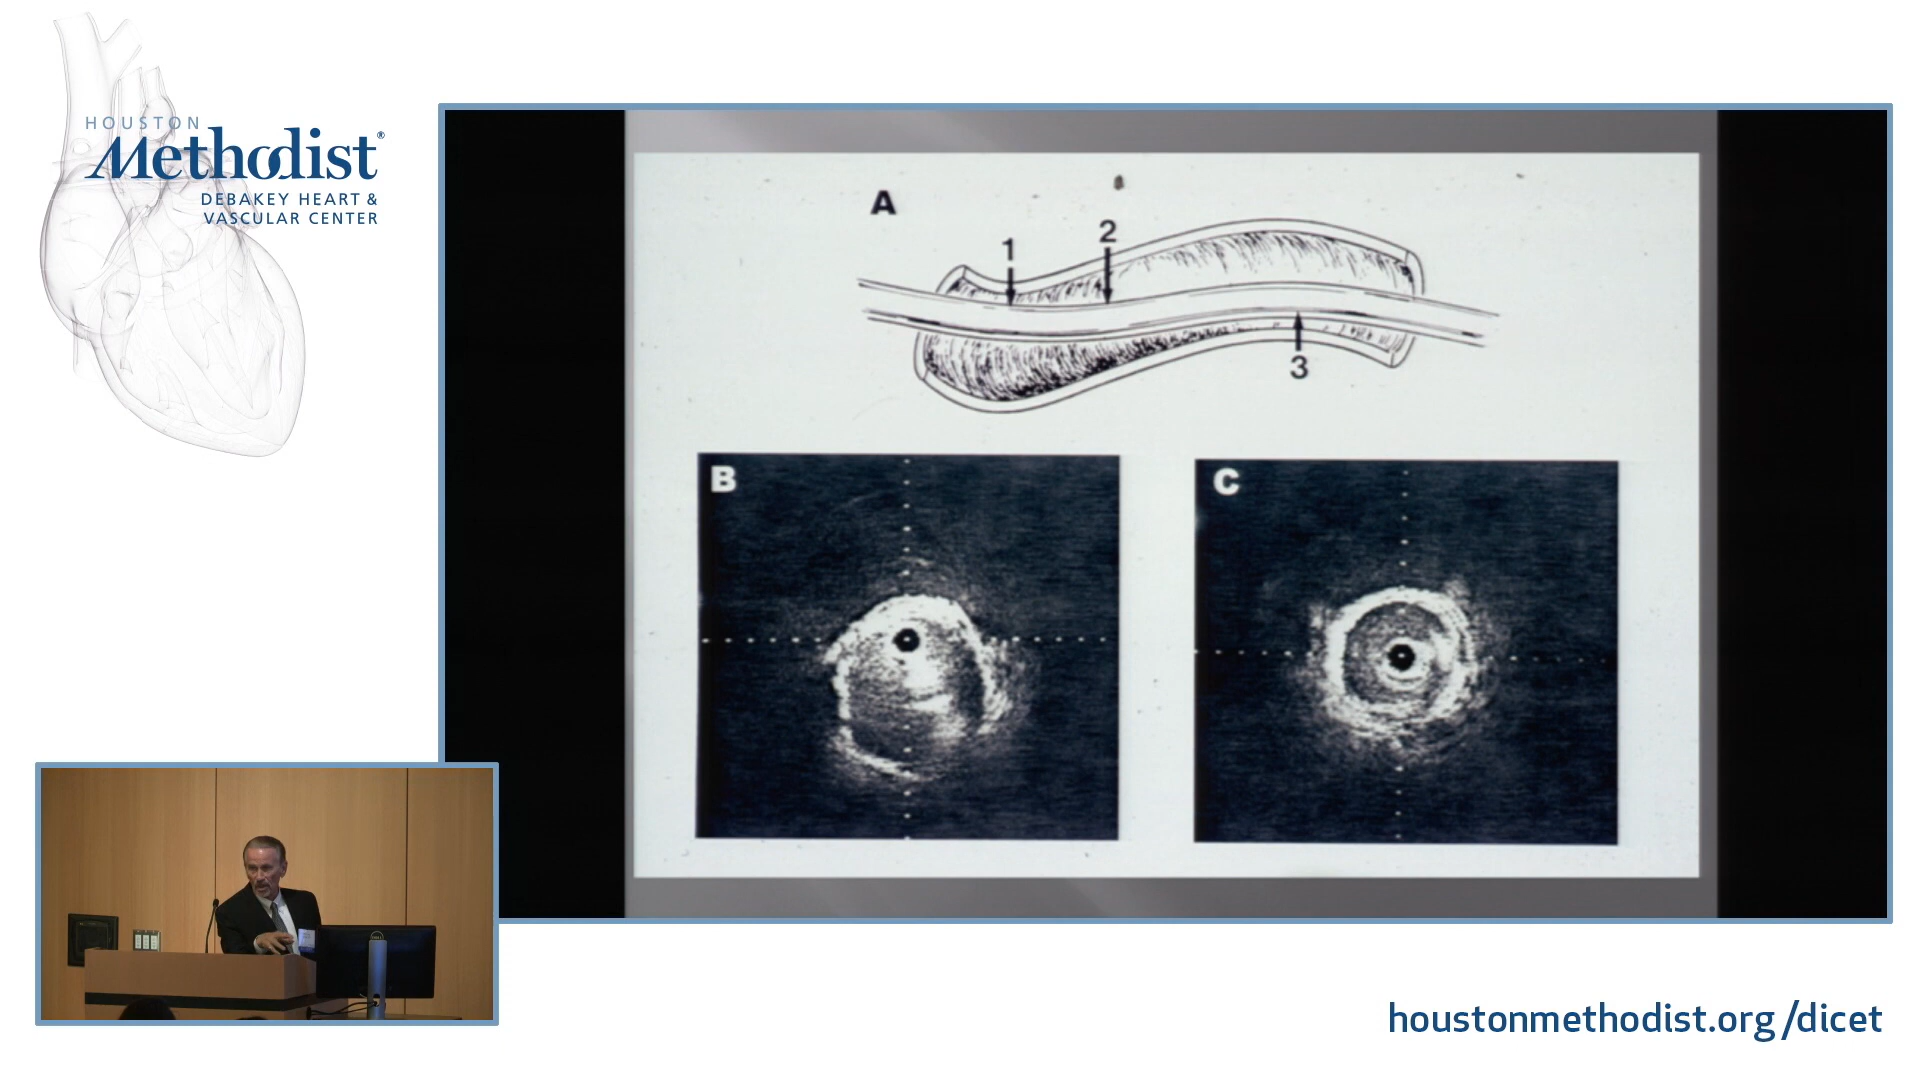 HOUSTON
Methodist®
DEBAKEY HEART &
VASCULAR CENTER
A
1
2
3
B
C
houstonmethodist.org/dicet